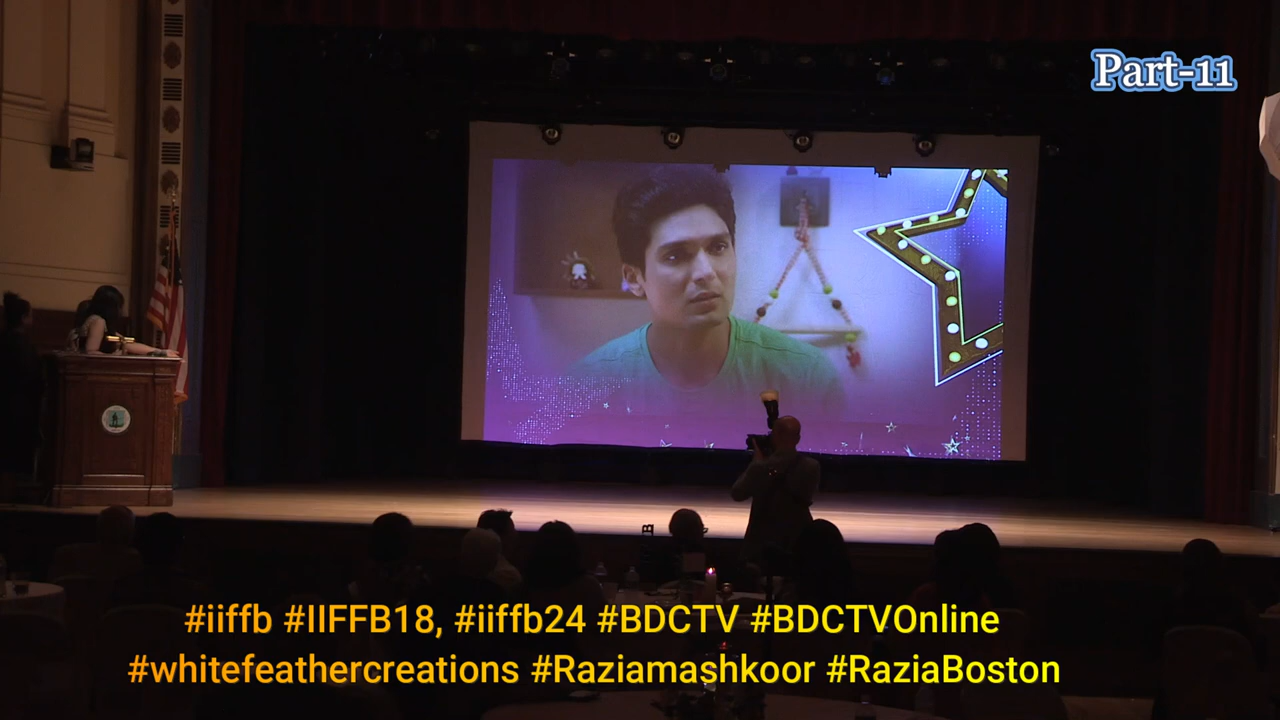 Part-11
#iiffb #IIFFB18, #iiffb24 #BDCTV #BDCTVOnline
#whitefeathercreations #Raziamashkoor #RaziaBoston